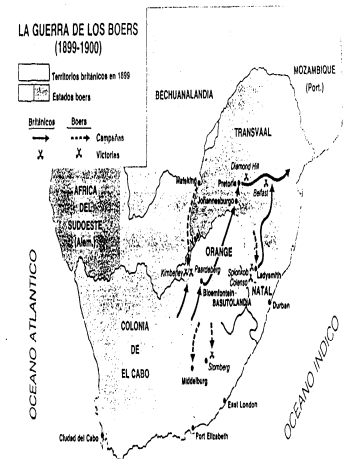 LA GUERRA DE LOS BOERS
(1899-1900)
Territorios británicos en 1899
Estados boers
Británicos
Boers
Campañas
Victorias
MOZAMBIQUE
(Port.)
BECHUANALANDIA
TRANSVAAL
Diamond Hill
Mafeking
Pretoria
Belfast
Johannesburgo
AFRICA
DEL
SUDOESTE
(Alem.)
ORANGE
Kimberley
Paardeberg
Spionkob
Colenso
Ladysmith
Bloemfontein
NATAL
BASUTOLANDIA
Durban
COLONIA
DE
EL CABO
Stomberg
Middelburg
East London
Port Elizabeth
Ciudad del Cabo
OCEANO ATLANTICO
OCEANO INDICO